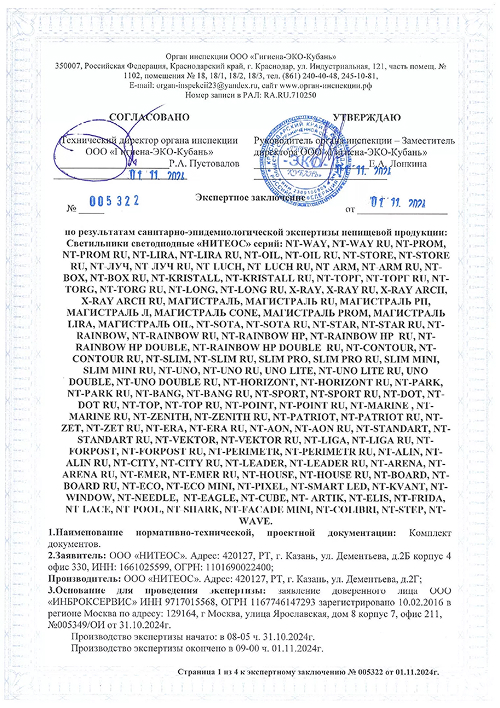 Орган инспекции ООО «Гигиена-ЭКО-Кубань»
350007, Российская Федерация, Краснодарский край, г. Краснодар, ул. Индустриальная, 121, часть помещ. №
1102, помещения № 18, 18/1, 18/2, 18/3, тел. (861) 240-40-48, 245-10-81,
E-mail: organ-inspekcii23@yandex.ru, сайт www.орган-инспекции.рф
Номер записи в РАЛ: RA.RU.710250
СОГЛАСОВАНО
УТВЕРЖДАЮ
Технический директор органа инспекции
ООО «Гигиена-ЭКО-Кубань»
Р.А. Пустовалов
01 11 2024
Руководитель органа инспекции – Заместитель
директора ООО «Гигиена-ЭКО-Кубань»
Е.А. Лопкина
01 11 2024
Экспертное заключение
№ 005322
от 01 11 2024
по результатам санитарно-эпидемиологической экспертизы непищевой продукции:
Светильники светодиодные «НИТЕОС» серий: NT-WAY, NT-WAY RU, NT-PROM,
NT-PROM RU, NT-LIRA, NT-LIRA RU, NT-OIL, NT-OIL RU, NT-STORE, NT-STORE
RU, NT-ЛУЧ, NT ЛУЧ RU, NT LUCH, NT LUCH RU, NT ARM, NT ARM RU, NT-
BOX, NT-BOX RU, NT-KRISTALL, NT-KRISTALL RU, NT-ТОРГ, NT-ТОРГ RU, NT-
TORG, NT-TORG RU, NT-LONG, NT-LONG RU, X-RAY, X-RAY RU, X-RAY ARCH,
X-RAY ARCH RU, МАГИСТРАЛЬ, МАГИСТРАЛЬ RU, МАГИСТРАЛЬ РП,
МАГИСТРАЛЬ Л, МАГИСТРАЛЬ CONE, МАГИСТРАЛЬ PROM, МАГИСТРАЛЬ
LIRA, МАГИСТРАЛЬ OIL, NT-SOTA, NT-SOTA RU, NT-STAR, NT-STAR RU, NT-
RAINBOW, NT-RAINBOW RU, NT-RAINBOW HP, NT-RAINBOW HP RU, NT-
RAINBOW HP DOUBLE, NT-RAINBOW HP DOUBLE RU, NT-CONTOUR, NT-
CONTOUR RU, NT-SLIM, NT-SLIM RU, SLIM PRO, SLIM PRO RU, SLIM MINI,
SLIM MINI RU, NT-UNO, NT-UNO RU, UNO LITE, NT-UNO LITE RU, UNO
DOUBLE, NT-UNO DOUBLE RU, NT-HORIZONT, NT-HORIZONT RU, NT-PARK,
NT-PARK RU, NT-BANG, NT-BANG RU, NT-SPORT, NT-SPORT RU, NT-DOT, NT-
DOT RU, NT-TOP, NT-TOP RU, NT-POINT, NT-POINT RU, NT-MARINE , NT-
MARINE RU, NT-ZENITH, NT-ZENITH RU, NT-PATRIOT, NT-PATRIOT RU, NT-
ZET, NT-ZET RU, NT-ERA, NT-ERA RU, NT-AON, NT-AON RU, NT-STANDART, NT-
STANDART RU, NT-VEKTOR, NT-VEKTOR RU, NT-LIGA, NT-LIGA RU, NT-
FORPOST, NT-FORPOST RU, NT-PERIMETR, NT-PERIMETR RU, NT-ALIN, NT-
ALIN RU, NT-CITY, NT-CITY RU, NT-LEADER, NT-LEADER RU, NT-ARENA, NT-
ARENA RU, NT-EMER, NT-EMER RU, NT-HOUSE, NT-HOUSE RU, NT-BOARD, NT-
BOARD RU, NT-ECO, NT-ECO MINI, NT-PIXEL, NT-SMART LED, NT-KVANT, NT-
WINDOW, NT-NEEDLE, NT-EAGLE, NT-CUBE, NT- ARTIK, NT-ELIS, NT-FRIDA,
NT LACE, NT POOL, NT SHARK, NT-FACADE MINI, NT-COLIBRI, NT-STEP, NT-
WAVE.
1.Наименование нормативно-технической, проектной документации: Комплект
документов.
2.Заявитель: ООО «НИТЕОС». Адрес: 420127, РТ, г. Казань, ул. Дементьева, д.2Б корпус 4
офис 330, ИНН: 1661025599, ОГРН: 1101690022400;
Производитель: ООО «НИТЕОС». Адрес: 420127, РТ, г. Казань, ул. Дементьева, д.2Г;
3.Основание для проведения экспертизы: заявление доверенного лица ООО
«ИНБРОКСЕРВИС» ИНН 9717015568, ОГРН 1167746147293 зарегистрировано 10.02.2016 в
регионе Москва по адресу: 129164, г Москва, улица Ярославская, дом 8 корпус 7, офис 211,
№005349/ОИ от 31.10.2024г.
Производство экспертизы начато: в 08-05 ч. 31.10.2024г.
Производство экспертизы окончено в 09-00 ч. 01.11.2024г.
Страница 1 из 4 к экспертному заключению № 005322 от 01.11.2024г.